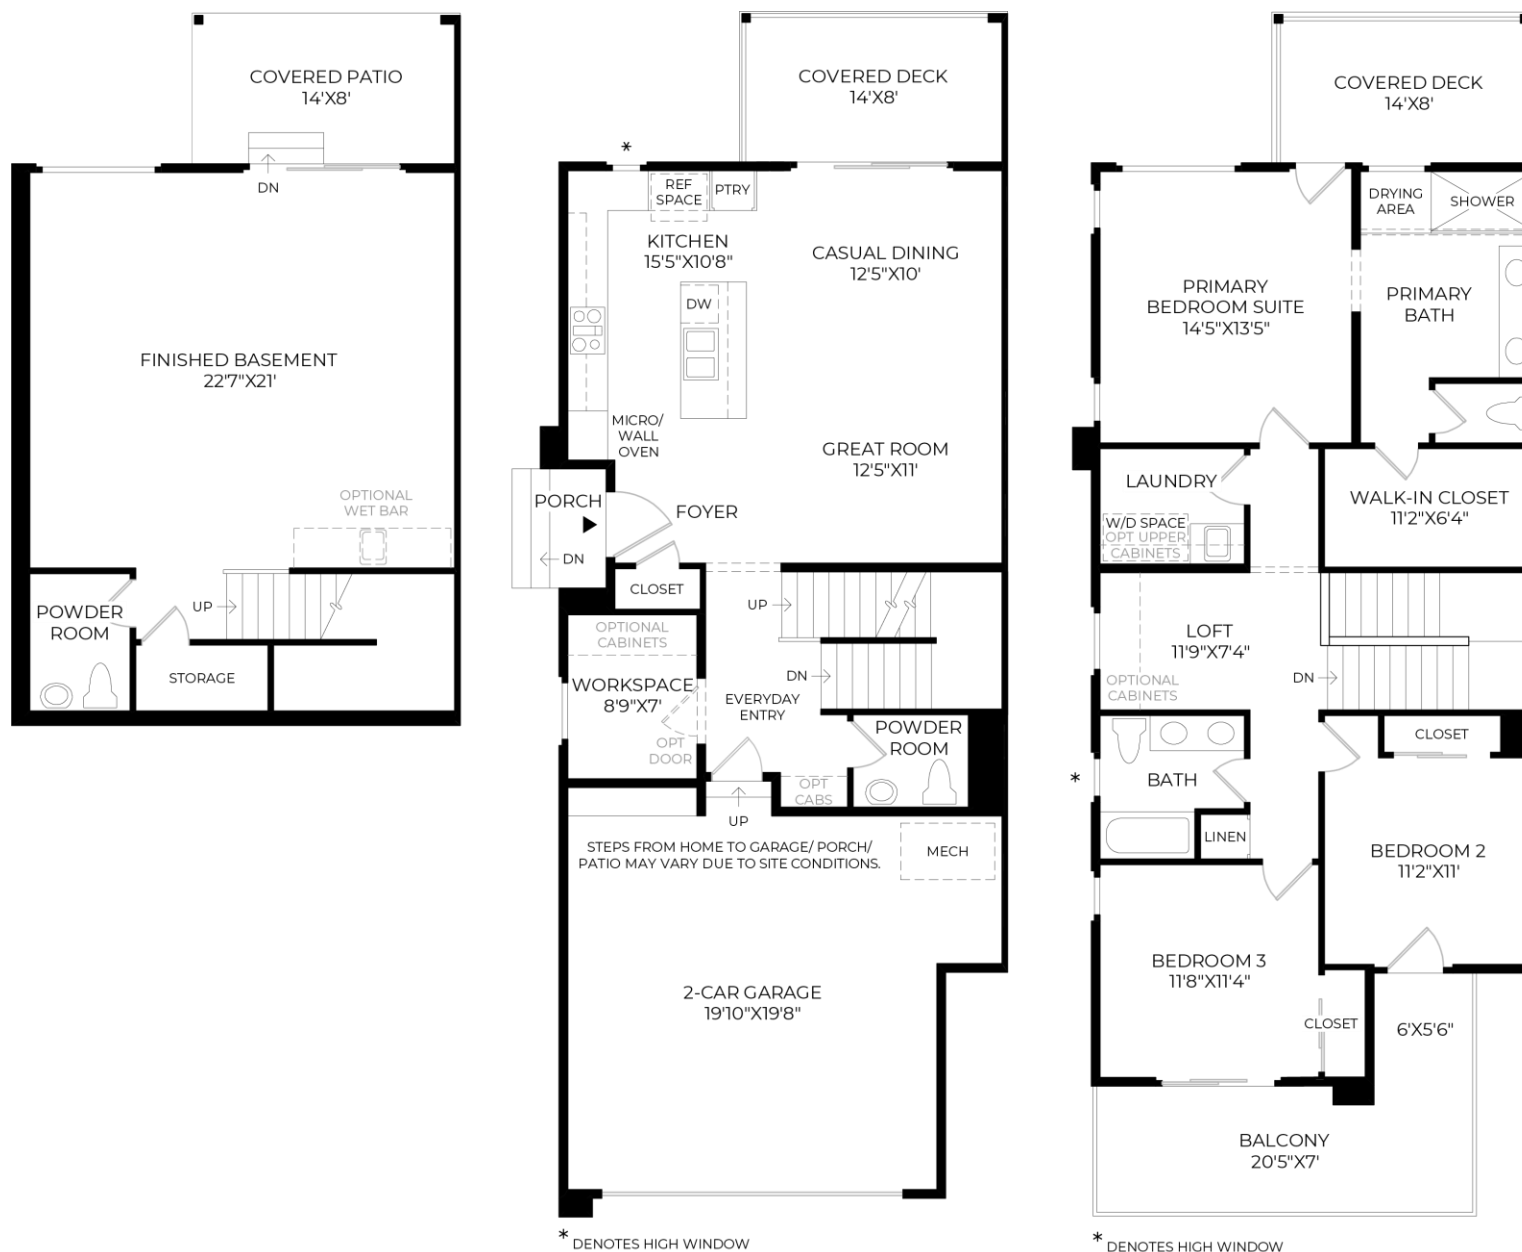 COVERED PATIO
14'X8'
DN
FINISHED BASEMENT
22'7"X21'
OPTIONAL
WET BAR
UP
POWDER
ROOM
STORAGE
COVERED DECK
14'X8'
*
REF
SPACE
PTRY
KITCHEN
15'5"X10'8"
CASUAL DINING
12'5"X10'
DW
MICRO/
WALL
OVEN
GREAT ROOM
12'5"X11'
PORCH
FOYER
DN
CLOSET
UP
OPTIONAL
CABINETS
WORKSPACE
8'9"X7'
DN
EVERYDAY
ENTRY
OPT
DOOR
POWDER
ROOM
OPT
CABS
UP
STEPS FROM HOME TO GARAGE/ PORCH/
PATIO MAY VARY DUE TO SITE CONDITIONS.
MECH
2-CAR GARAGE
19'10"X19'8"
* DENOTES HIGH WINDOW
COVERED DECK
14'X8'
DRYING
AREA
SHOWER
PRIMARY
BEDROOM SUITE
14'5"X13'5"
PRIMARY
BATH
LAUNDRY
W/D SPACE
OPT UPPER
CABINETS
WALK-IN CLOSET
11'2"X6'4"
LOFT
11'9"X7'4"
OPTIONAL
CABINETS
DN
CLOSET
*
BATH
LINEN
BEDROOM 2
11'2"X11'
BEDROOM 3
11'8"X11'4"
CLOSET
6'X5'6"
BALCONY
20'5"X7'
* DENOTES HIGH WINDOW